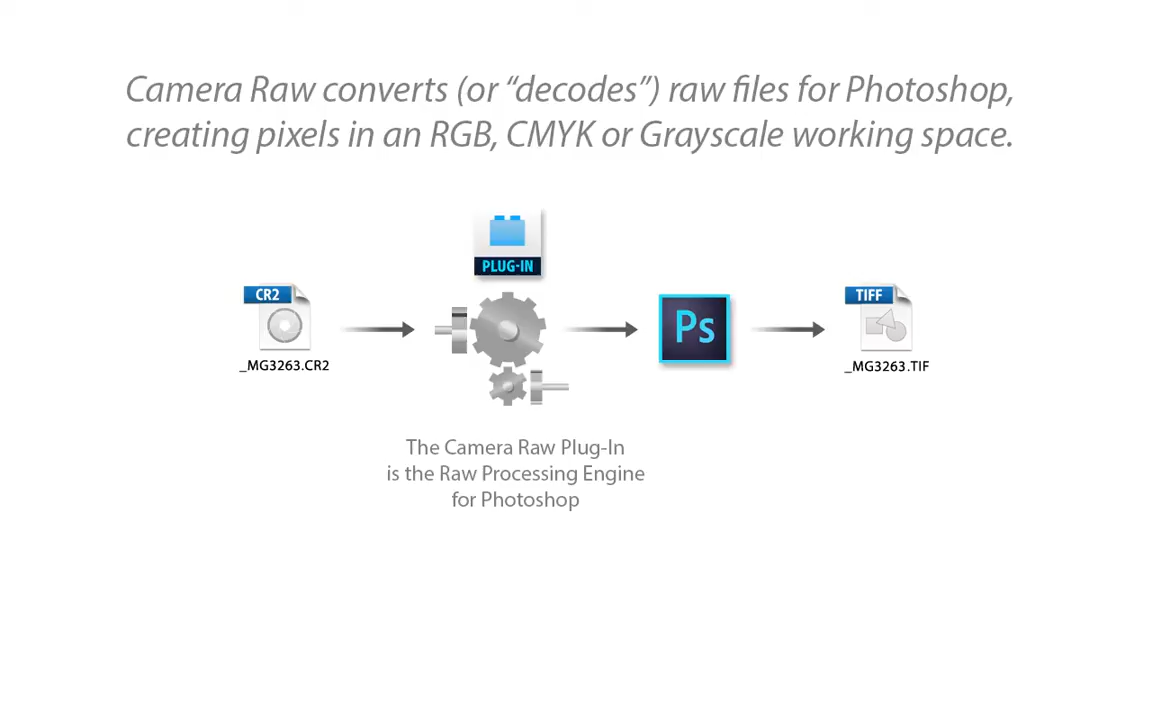 Camera Raw converts (or “decodes”) raw files for Photoshop,
creating pixels in an RGB, CMYK or Grayscale working space.
PLUG-IN
CR2
Ps
TIFF
_MG3263.CR2
_MG3263.TIF
The Camera Raw Plug-In
is the Raw Processing Engine
for Photoshop